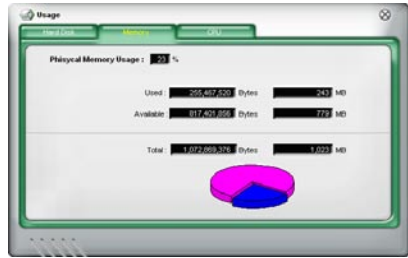 Usage
Hard Disk Memory CPU
Phisycal Memory Usage : 23 %
Used : 255,467,520 Bytes 243 MB
Available : 817,401,856 Bytes 779 MB
Total : 1,072,869,376 Bytes 1,023 MB